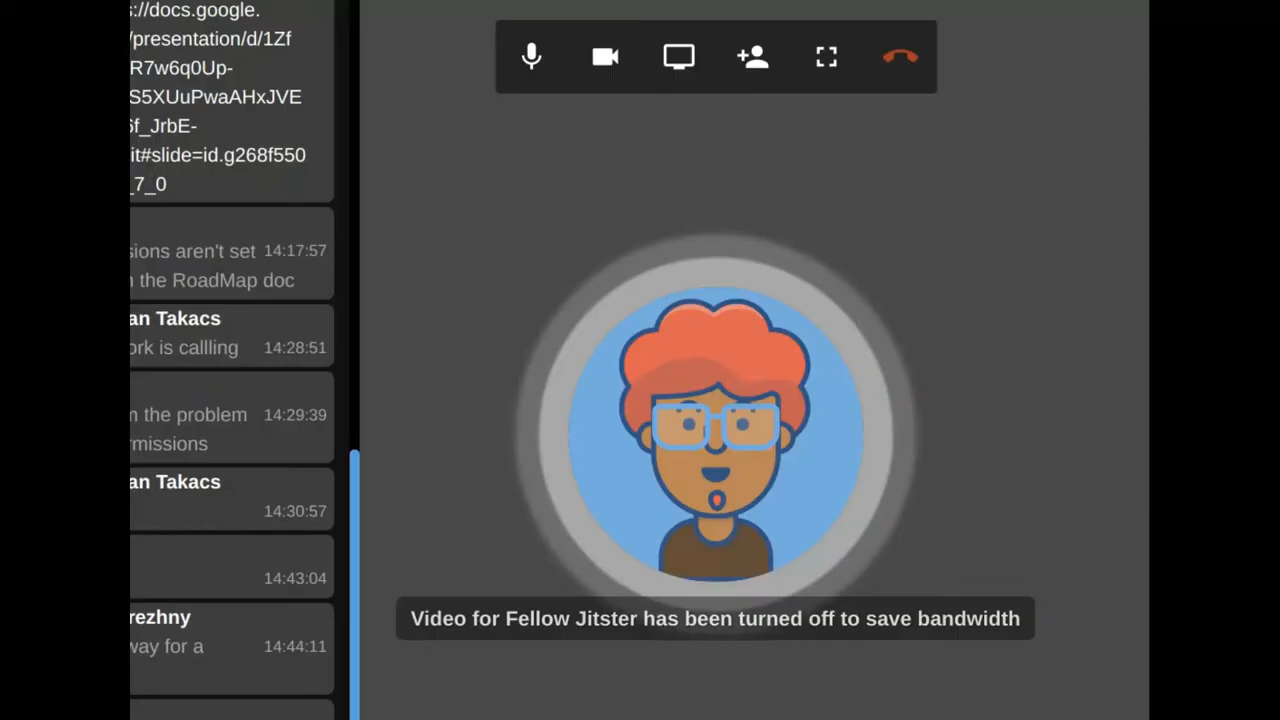 s://docs.google.
/presentation/d/1Zf
R7w6q0Up-
S5XUuPwaAHxJVE
6f_JrbE-
it#slide=id.g268f550
_7_0
sions aren't set 14:17:57
the RoadMap doc
an Takacs
ork is callling 14:28:51
the problem 14:29:39
rmissions
an Takacs
14:30:57
14:43:04
rezhny
way for a 14:44:11
Video for Fellow Jitster has been turned off to save bandwidth